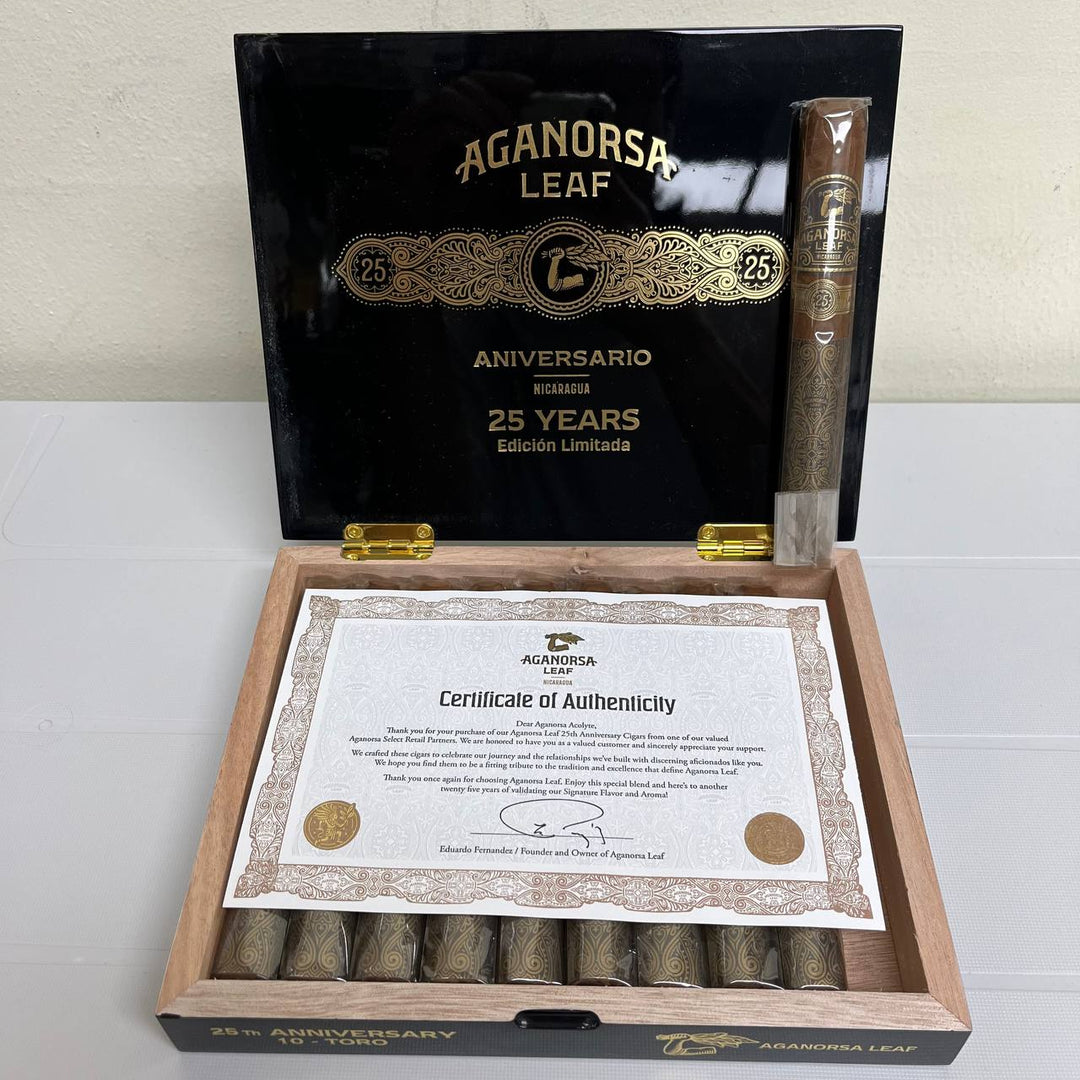 AGANORSA
LEAF
25
25
ANIVERSARIO
NICARAGUA
25 YEARS
Edición Limitada
AGANORSA
LEAF
NICARAGUA
25
AGANORSA
LEAF
NICARAGUA
Certificate of Authenticity
Dear Aganorsa Acolyte,
Thank you for your purchase of our Aganorsa Leaf 25th Anniversary Cigars from one of our valued
Aganorsa Select Retail Partners. We are honored to have you as a valued customer and sincerely appreciate your support.
We crafted these cigars to celebrate our journey and the relationships we've built with discerning aficionados like you.
We hope you find them to be a fitting tribute to the tradition and excellence that define Aganorsa Leaf.
Thank you once again for choosing Aganorsa Leaf. Enjoy this special blend and here's to another
twenty five years of validating our Signature Flavor and Aroma!
Eduardo Fernandez / Founder and Owner of Aganorsa Leaf
25TH ANNIVERSARY
10 - TORO
AGANORSA LEAF